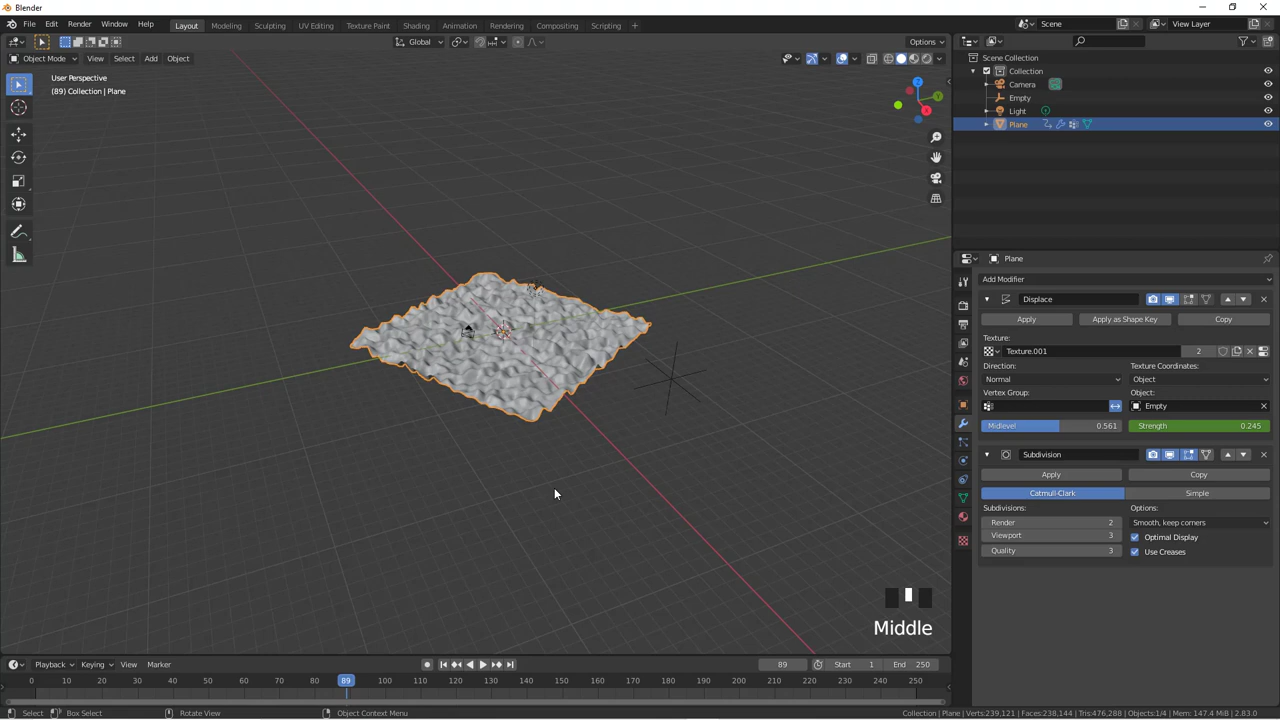 Blender
File Edit Render Window Help
Layout Modeling Sculpting UV Editing Texture Paint Shading Animation Rendering Compositing Scripting +
Scene
View Layer
Global
Options
Object Mode View Select Add Object
User Perspective
(89) Collection | Plane
Scene Collection
Collection
Camera
Empty
Light
Plane
Plane
Add Modifier
Displace
Apply Apply as Shape Key Copy
Texture:
Texture.001 2
Direction: Texture Coordinates:
Normal Object
Vertex Group: Object:
Empty
Midlevel 0.561 Strength 0.245
Subdivision
Apply Copy
Catmull-Clark Simple
Subdivisions: Options:
Render 2 Smooth, keep corners
Viewport 3 Optimal Display
Quality 3 Use Creases
Middle
Playback Keying View Marker 89 Start 1 End 250
0 10 20 30 40 50 60 70 80 89 100 110 120 130 140 150 160 170 180 190 200 210 220 230 240 250
Select Box Select Rotate View Object Context Menu Collection | Plane | Verts:239,121 | Faces:238,144 | Tris:476,288 | Objects:1/4 | Mem: 147.4 MiB | 2.83.0